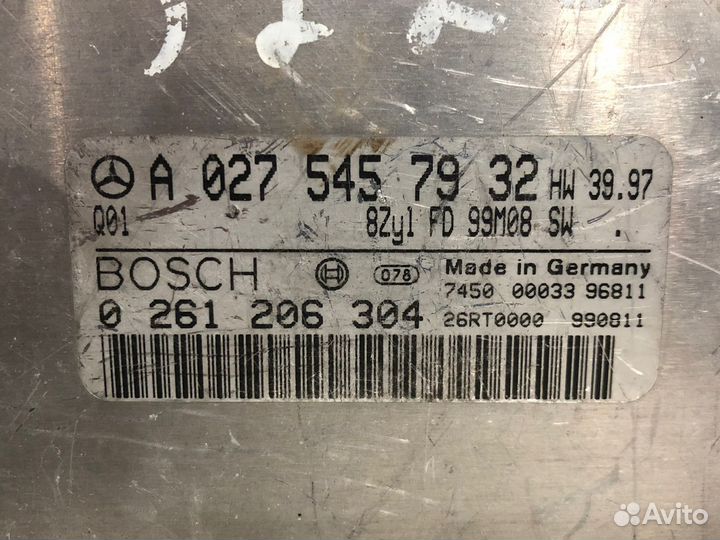 A 027 545 79 32 HW 39.97
Q01 8Zyl FD 99M08 SW .
BOSCH 078 Made in Germany
7450 00033 96811
0 261 206 304 26RT0000 990811
Avito